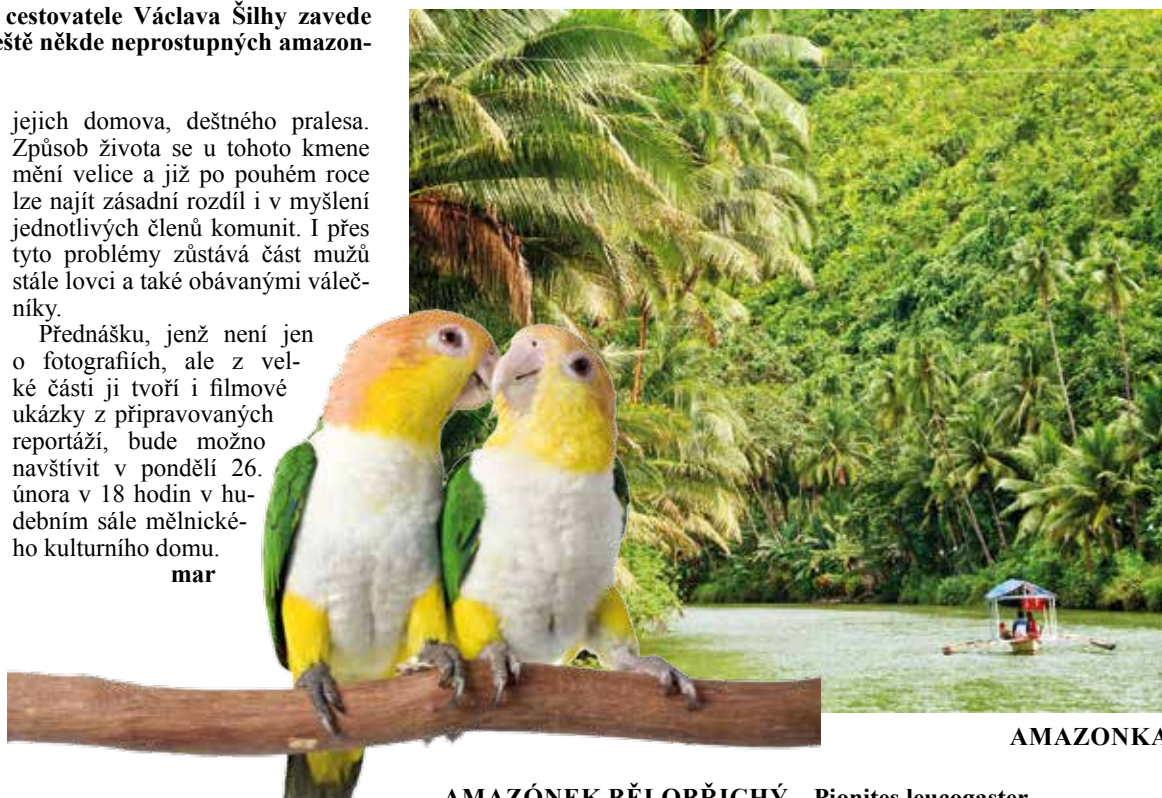 cestovatele Václava Šilhy zavede
ště někde neprostupných amazon-
jejich domova, deštného pralesa.
Způsob života se u tohoto kmene
mění velice a již po pouhém roce
lze najít zásadní rozdíl i v myšlení
jednotlivých členů komunit. I přes
tyto problémy zůstává část mužů
stále lovci a také obávanými váleč-
níky.
Přednášku, jenž není jen
o fotografiích, ale z vel-
ké části ji tvoří i filmové
ukázky z připravovaných
reportáží, bude možno
navštívit v pondělí 26.
února v 18 hodin v hu-
debním sále mělnické-
ho kulturního domu.
mar
AMAZONKA
AMAZÓNEK BĚLOBŘICHÝ – Pionites leucogaster